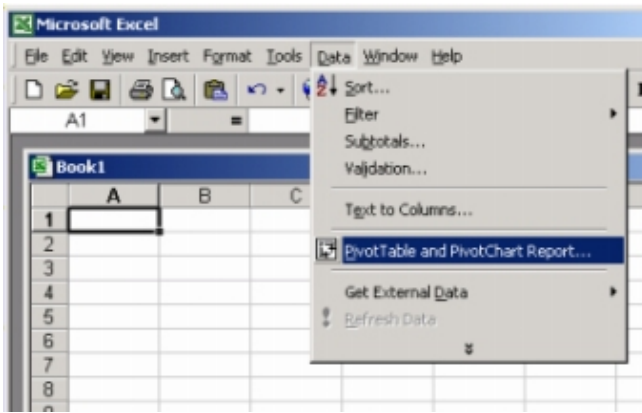 Microsoft Excel
File Edit View Insert Format Tools Data Window Help
A1 =
Sort...
Filter
Subtotals...
Validation...
Text to Columns...
PivotTable and PivotChart Report...
Get External Data
Refresh Data
Book1
A B C
1
2
3
4
5
6
7
8
9